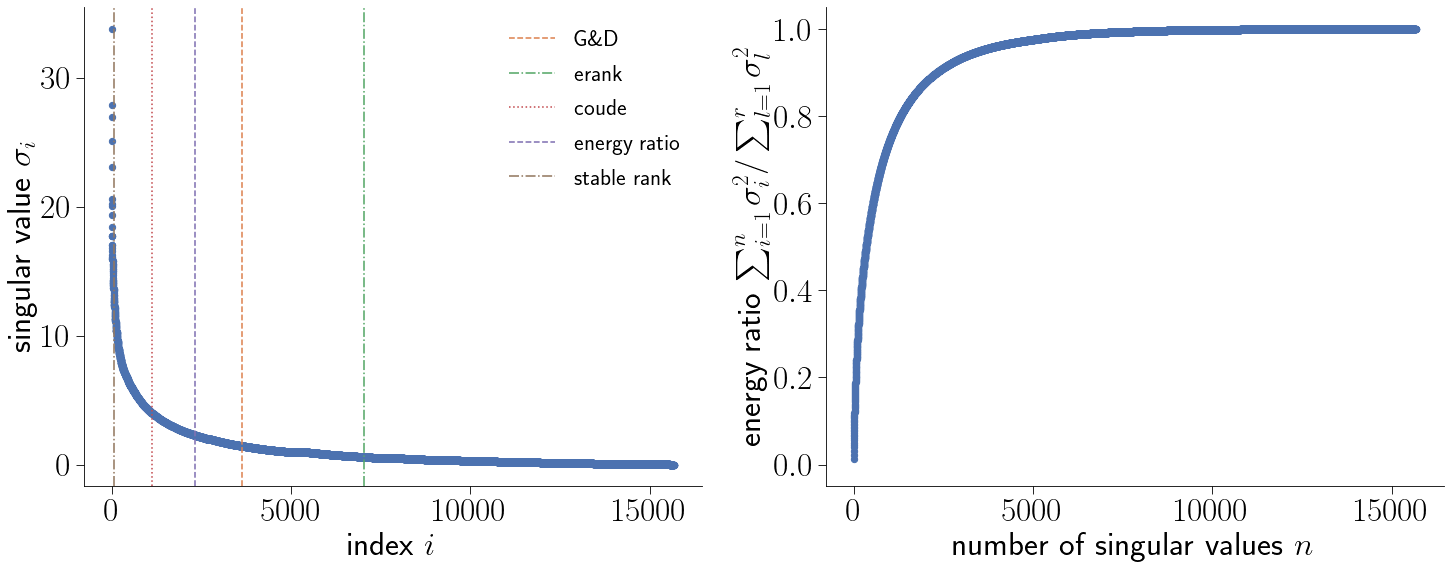 singular value σ_i
30
20
10
0
0
5000
10000
15000
index i
G&D
erank
coude
energy ratio
stable rank
energy ratio ∑_{i=1}^{n} σ_i^2 / ∑_{l=1}^{r} σ_l^2
1.0
0.8
0.6
0.4
0.2
0.0
0
5000
10000
15000
number of singular values n